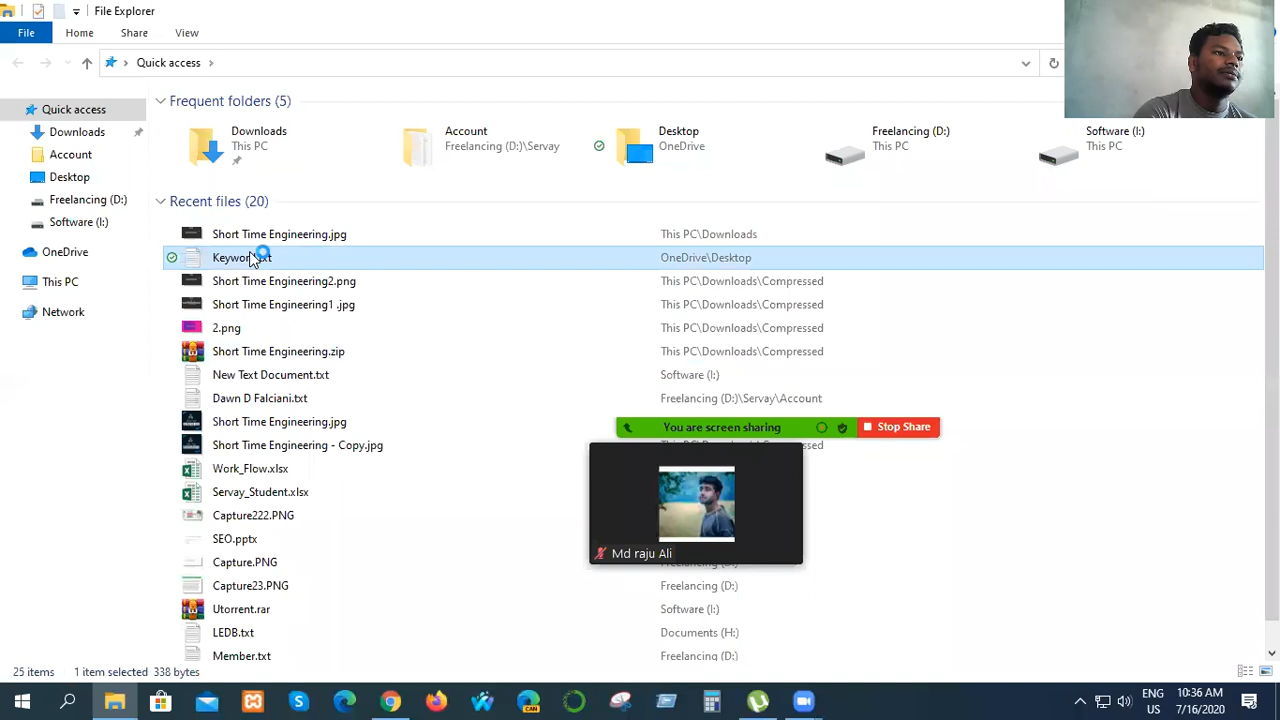 File Explorer
File Home Share View
Quick access
Quick access
Downloads
Account
Desktop
Freelancing (D:)
Software (I:)
OneDrive
This PC
Network
Frequent folders (5)
Downloads
This PC
Account
Freelancing (D:)\Servay
Desktop
OneDrive
Freelancing (D:)
This PC
Software (I:)
This PC
Recent files (20)
Short Time Engineering.jpg This PC\Downloads
OneDrive\Desktop
Short Time Engineering2.png This PC\Downloads\Compressed
Short Time Engineering1 .jpg This PC\Downloads\Compressed
2.png This PC\Downloads\Compressed
Short Time Engineering.zip This PC\Downloads\Compressed
New Text Document.txt Software (I:)
Dawn D Falciani.txt Freelancing (D:)\Servay\Account
Short Time Engineering.jpg
You are screen sharing Stop Share
Short Time Engineering - Copy.jpg
Work_Flow.xlsx
Servay_Student.xlsx
Capture222.PNG
SEO.pptx
Md raju Ali
Capture.PNG Freelancing (D:)
Capture23.PNG Freelancing (D:)
Utorrent.rar Software (I:)
LEDB.txt Documents (H:)
Member.txt Freelancing (D:)
25 items 1 item selected 338 bytes
CAN
ENG
US
10:36 AM
7/16/2020